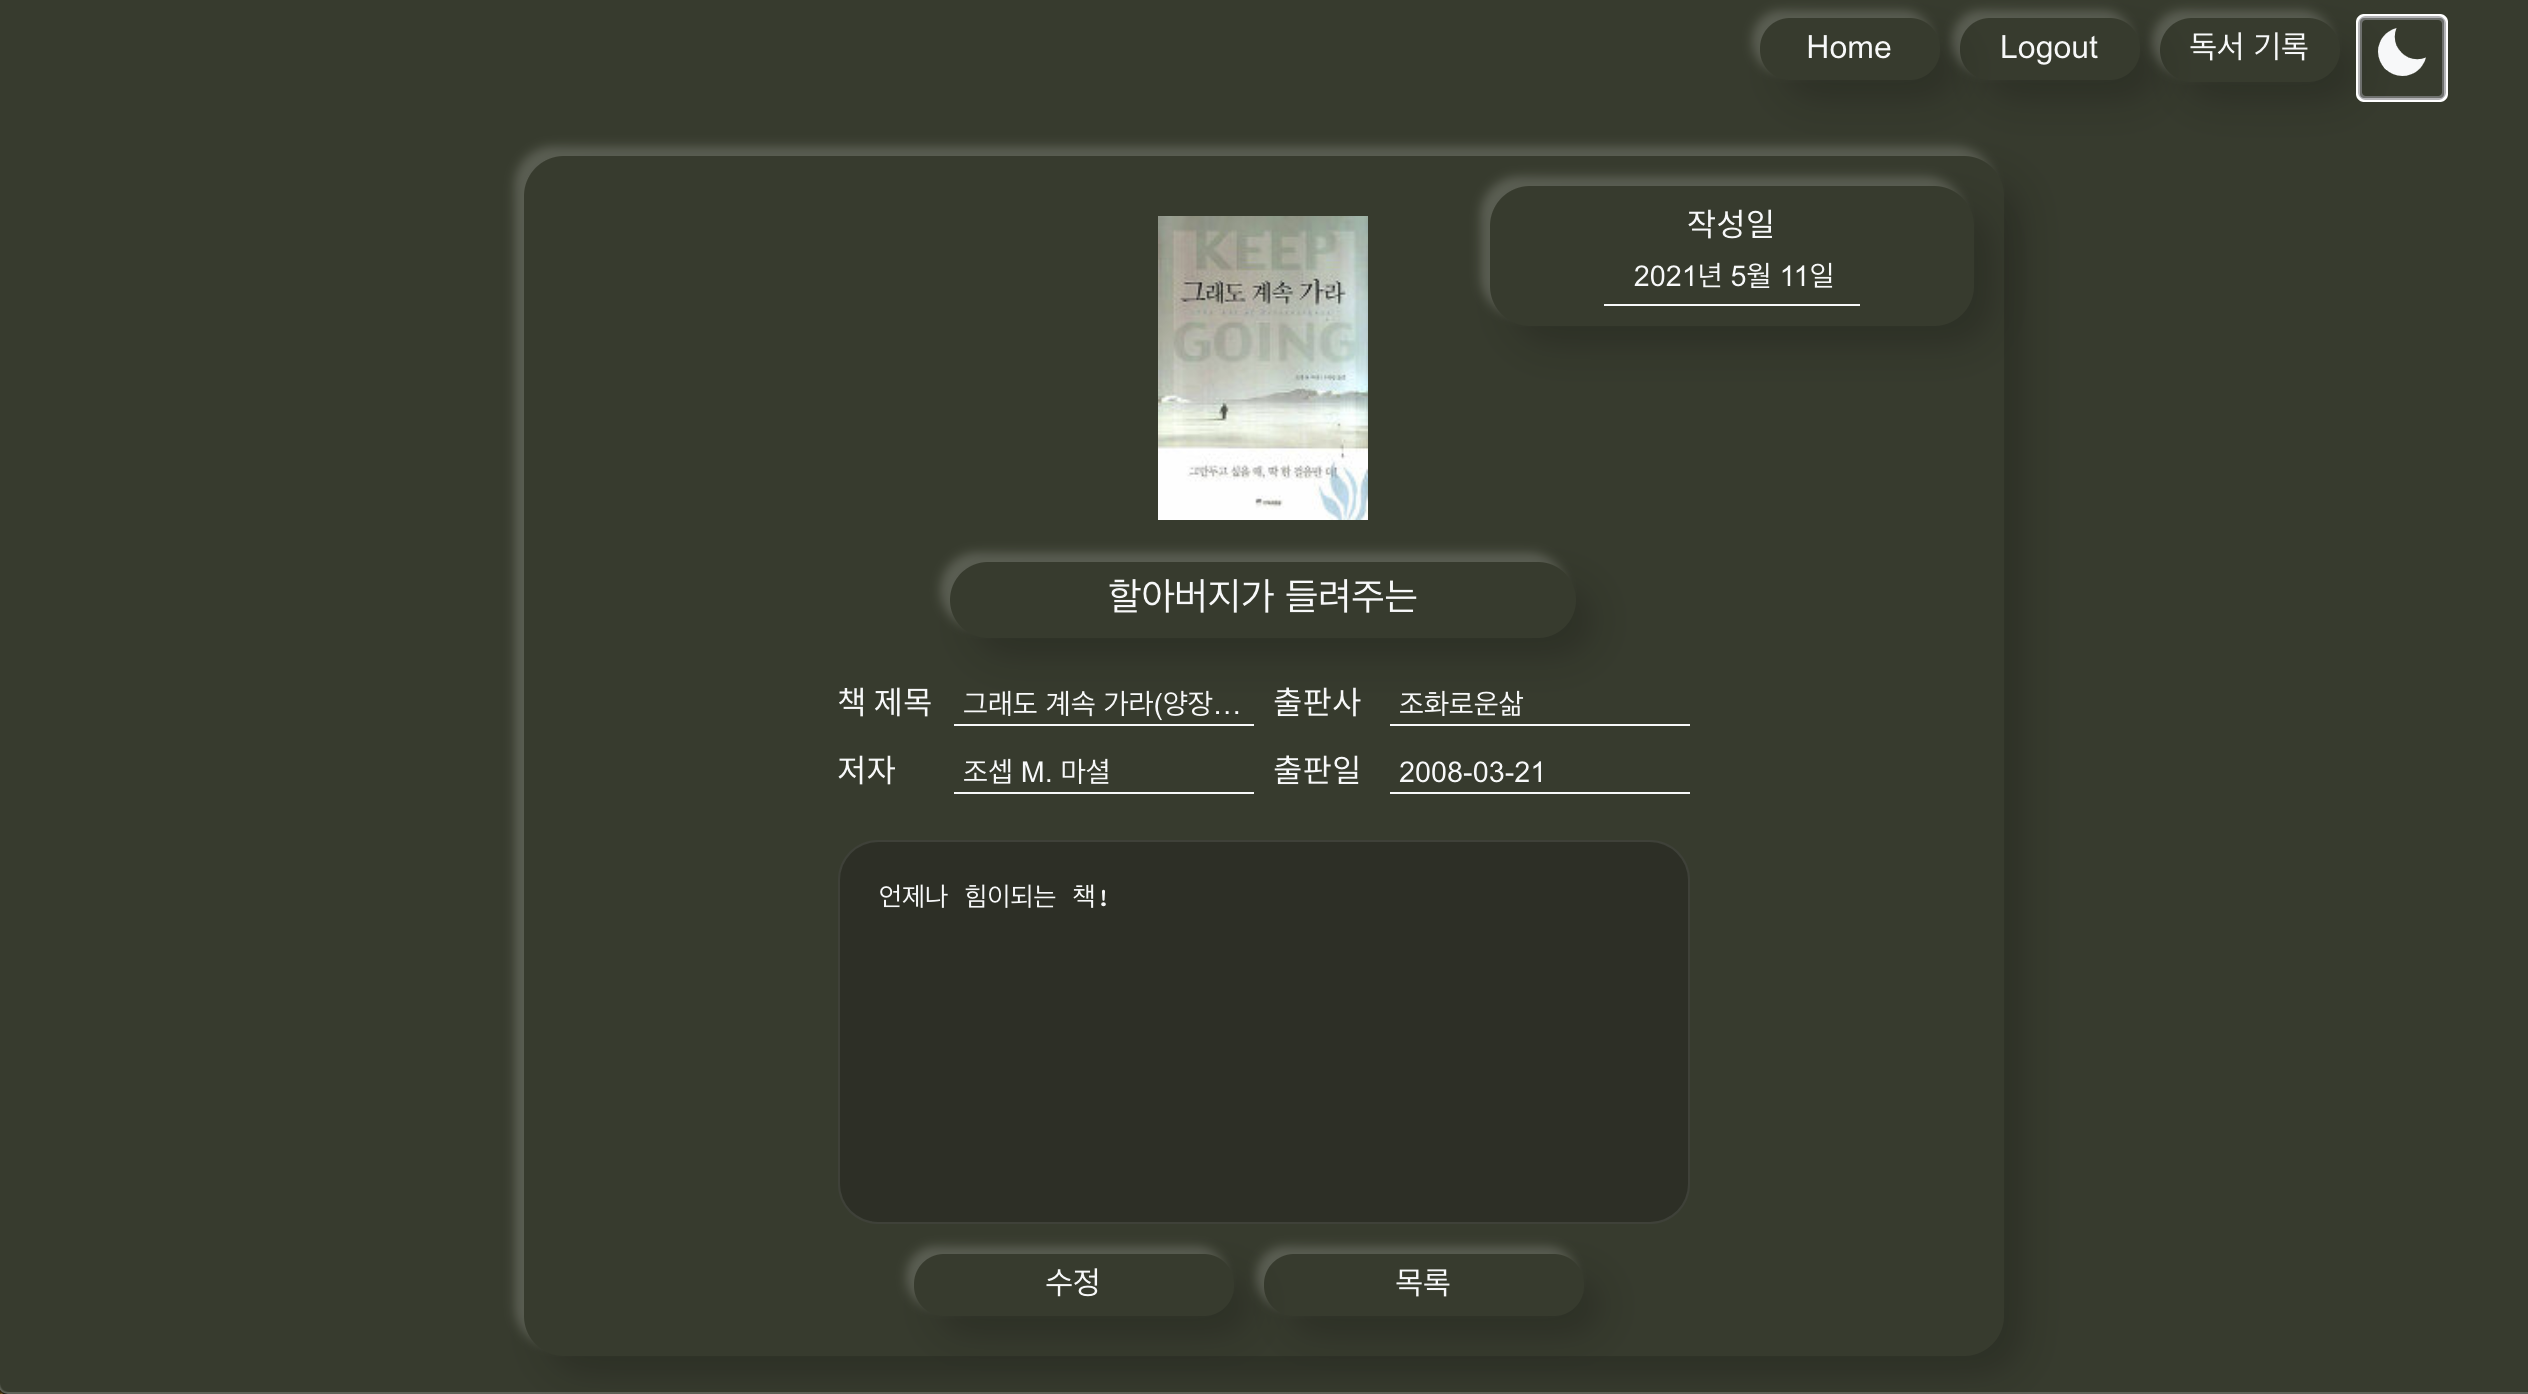 Home
Logout
독서 기록
작성일
2021년 5월 11일
KEEP
그래도 계속 가라
GOING
그만두고 싶을 때, 딱 한 걸음만 더!
할아버지가 들려주는
책 제목 그래도 계속 가라(양장...
출판사 조화로운삶
저자 조셉 M. 마셜
출판일 2008-03-21
언제나 힘이되는 책!
수정
목록